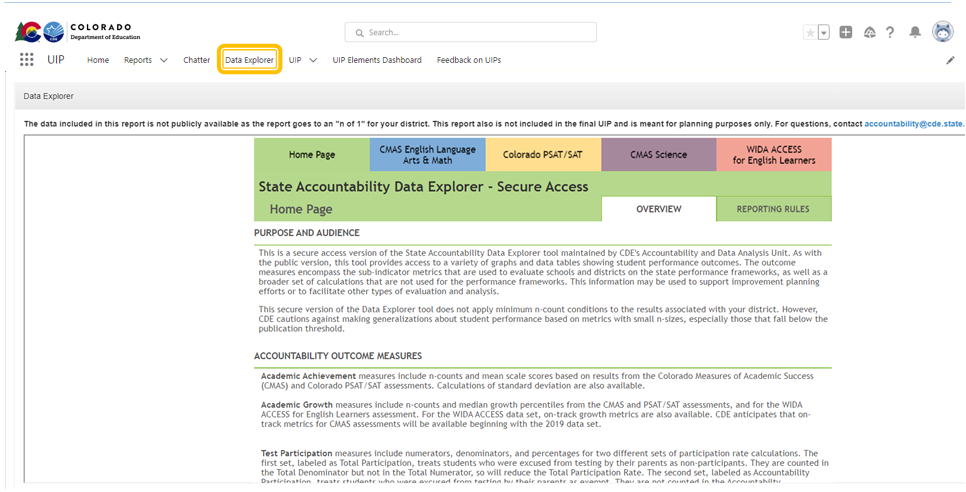 COLORADO
Department of Education
CDE
Search...
UIP
Home
Reports
Chatter
Data Explorer
UIP
UIP Elements Dashboard
Feedback on UIPs
Data Explorer
The data included in this report is not publicly available as the report goes to an "n of 1" for your district. This report also is not included in the final UIP and is meant for planning purposes only. For questions, contact accountability@cde.state.
Home Page
CMAS English Language
Arts & Math
Colorado PSAT/SAT
CMAS Science
WIDA ACCESS
for English Learners
State Accountability Data Explorer - Secure Access
Home Page
OVERVIEW
REPORTING RULES
PURPOSE AND AUDIENCE
This is a secure access version of the State Accountability Data Explorer tool maintained by CDE's Accountability and Data Analysis Unit. As with
the public version, this tool provides access to a variety of graphs and data tables showing student performance outcomes. The outcome
measures encompass the sub-indicator metrics that are used to evaluate schools and districts on the state performance frameworks, as well as a
broader set of calculations that are not used for the performance frameworks. This information may be used to support improvement planning
efforts or to facilitate other types of evaluation and analysis.
This secure version of the Data Explorer tool does not apply minimum n-count conditions to the results associated with your district. However,
CDE cautions against making generalizations about student performance based on metrics with small n-sizes, especially those that fall below the
publication threshold.
ACCOUNTABILITY OUTCOME MEASURES
Academic Achievement measures include n-counts and mean scale scores based on results from the Colorado Measures of Academic Success
(CMAS) and Colorado PSAT/SAT assessments. Calculations of standard deviation are also available.
Academic Growth measures include n-counts and median growth percentiles from the CMAS and PSAT/SAT assessments, and for the WIDA
ACCESS for English Learners assessment. For the WIDA ACCESS data set, on-track growth metrics are also available. CDE anticipates that on-
track metrics for CMAS assessments will be available beginning with the 2019 data set.
Test Participation measures include numerators, denominators, and percentages for two different sets of participation rate calculations. The
first set, labeled as Total Participation, treats students who were excused from testing by their parents as non-participants. They are counted in
the Total Denominator but not in the Total Numerator, so will reduce the Total Participation Rate. The second set, labeled as Accountability
Participation, treats students who were excused from testing by their parents as exempt. They are not counted in the Accountability